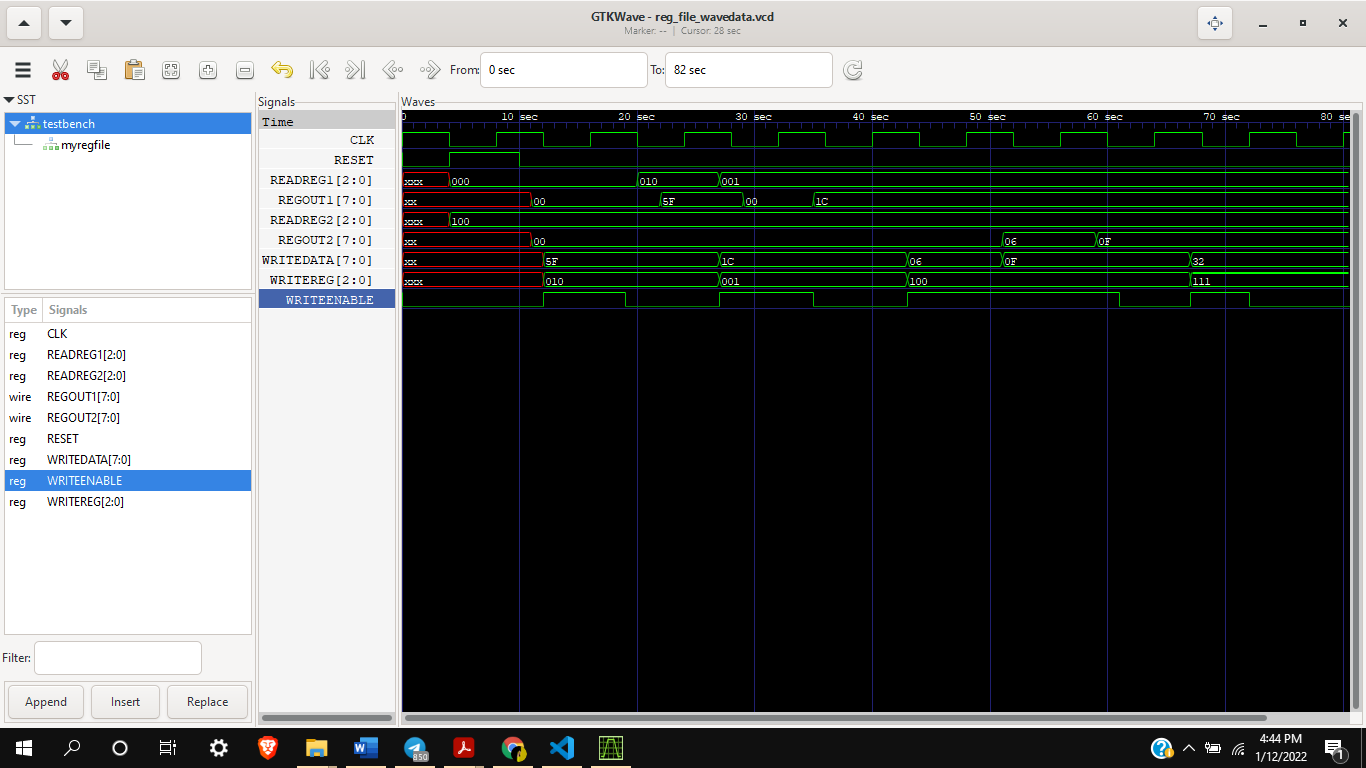 GTKWave - reg_file_wavedata.vcd
Marker: -- | Cursor: 28 sec
From: 0 sec To: 82 sec
SST
testbench
myregfile
Type Signals
reg CLK
reg READREG1[2:0]
reg READREG2[2:0]
wire REGOUT1[7:0]
wire REGOUT2[7:0]
reg RESET
reg WRITEDATA[7:0]
reg WRITEENABLE
reg WRITEREG[2:0]
Filter:
Append Insert Replace
Signals
Time
CLK
RESET
READREG1[2:0]
REGOUT1[7:0]
READREG2[2:0]
REGOUT2[7:0]
WRITEDATA[7:0]
WRITEREG[2:0]
WRITEENABLE
Waves
0 10 sec 20 sec 30 sec 40 sec 50 sec 60 sec 70 sec 80 se
xxx 000 010 001
xx 00 5F 00 1C
xxx 100
xx 00 06 0F
xx 5F 1C 06 0F 32
xxx 010 001 100 111
850
4:44 PM
1/12/2022
1